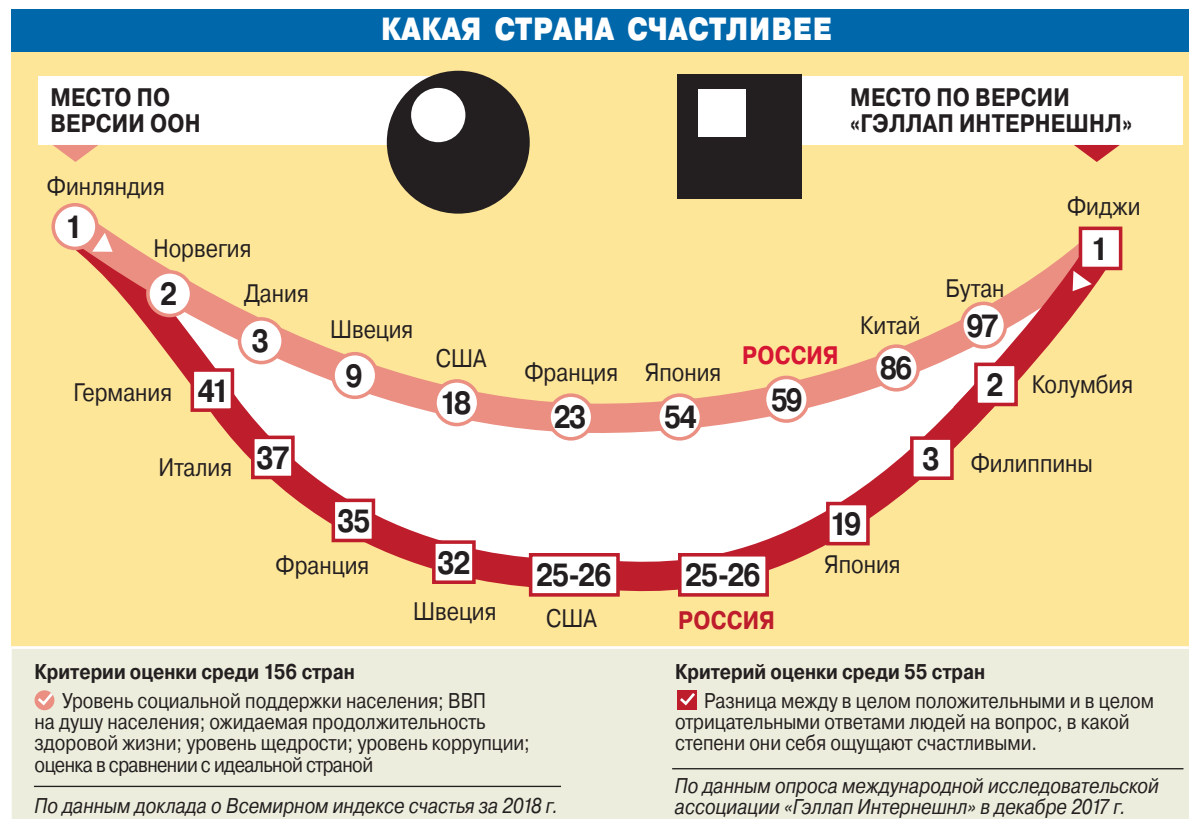 КАКАЯ СТРАНА СЧАСТЛИВЕЕ
МЕСТО ПО
ВЕРСИИ ООН
МЕСТО ПО ВЕРСИИ
«ГЭЛЛАП ИНТЕРНЕШНЛ»
Финляндия
1
Норвегия
2
Дания
3
Швеция
9
США
18
Франция
23
Япония
54
РОССИЯ
59
Китай
86
Бутан
97
Фиджи
1
2
Колумбия
3
Филиппины
19
Япония
25-26
РОССИЯ
25-26
США
32
Швеция
35
Франция
37
Италия
41
Германия
Критерии оценки среди 156 стран
Уровень социальной поддержки населения; ВВП
на душу населения; ожидаемая продолжительность
здоровой жизни; уровень щедрости; уровень коррупции;
оценка в сравнении с идеальной страной
По данным доклада о Всемирном индексе счастья за 2018 г.
Критерий оценки среди 55 стран
Разница между в целом положительными и в целом
отрицательными ответами людей на вопрос, в какой
степени они себя ощущают счастливыми.
По данным опроса международной исследовательской
ассоциации «Гэллап Интернешнл» в декабре 2017 г.